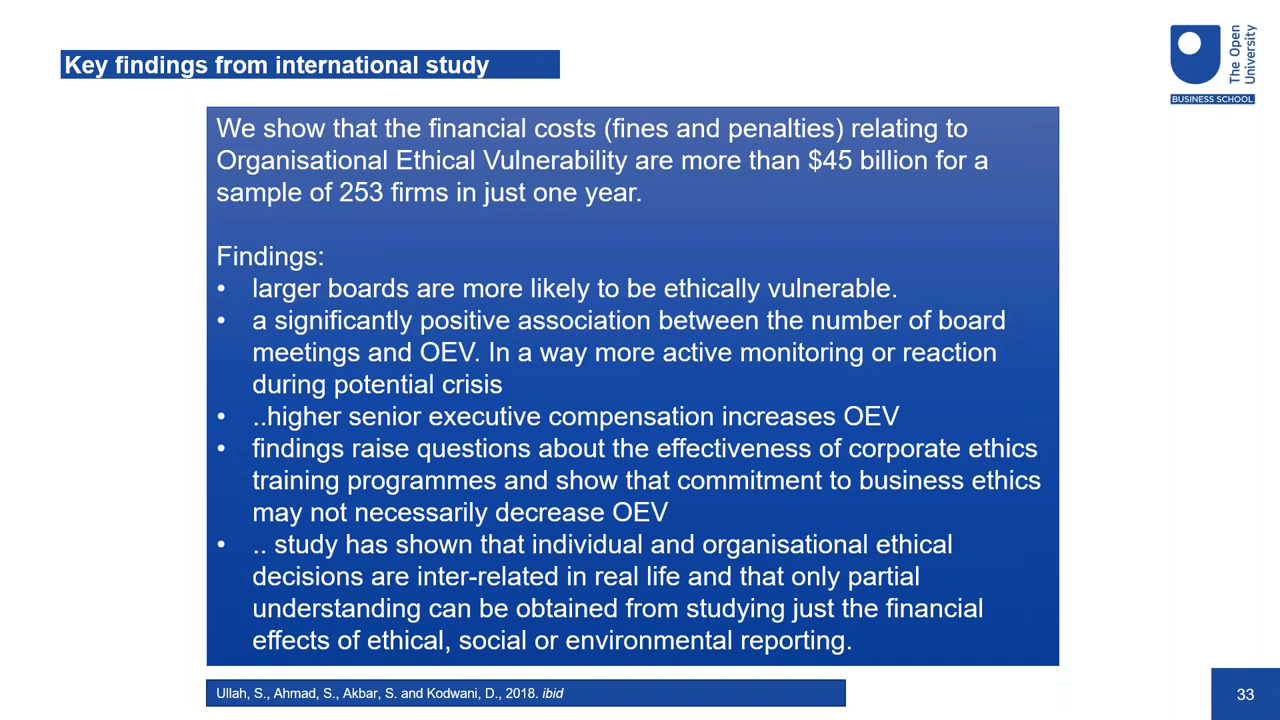 Key findings from international study
The Open
University
BUSINESS SCHOOL
We show that the financial costs (fines and penalties) relating to
Organisational Ethical Vulnerability are more than $45 billion for a
sample of 253 firms in just one year.
Findings:
• larger boards are more likely to be ethically vulnerable.
• a significantly positive association between the number of board
meetings and OEV. In a way more active monitoring or reaction
during potential crisis
• ..higher senior executive compensation increases OEV
• findings raise questions about the effectiveness of corporate ethics
training programmes and show that commitment to business ethics
may not necessarily decrease OEV
• .. study has shown that individual and organisational ethical
decisions are inter-related in real life and that only partial
understanding can be obtained from studying just the financial
effects of ethical, social or environmental reporting.
Ullah, S., Ahmad, S., Akbar, S. and Kodwani, D., 2018. ibid
33